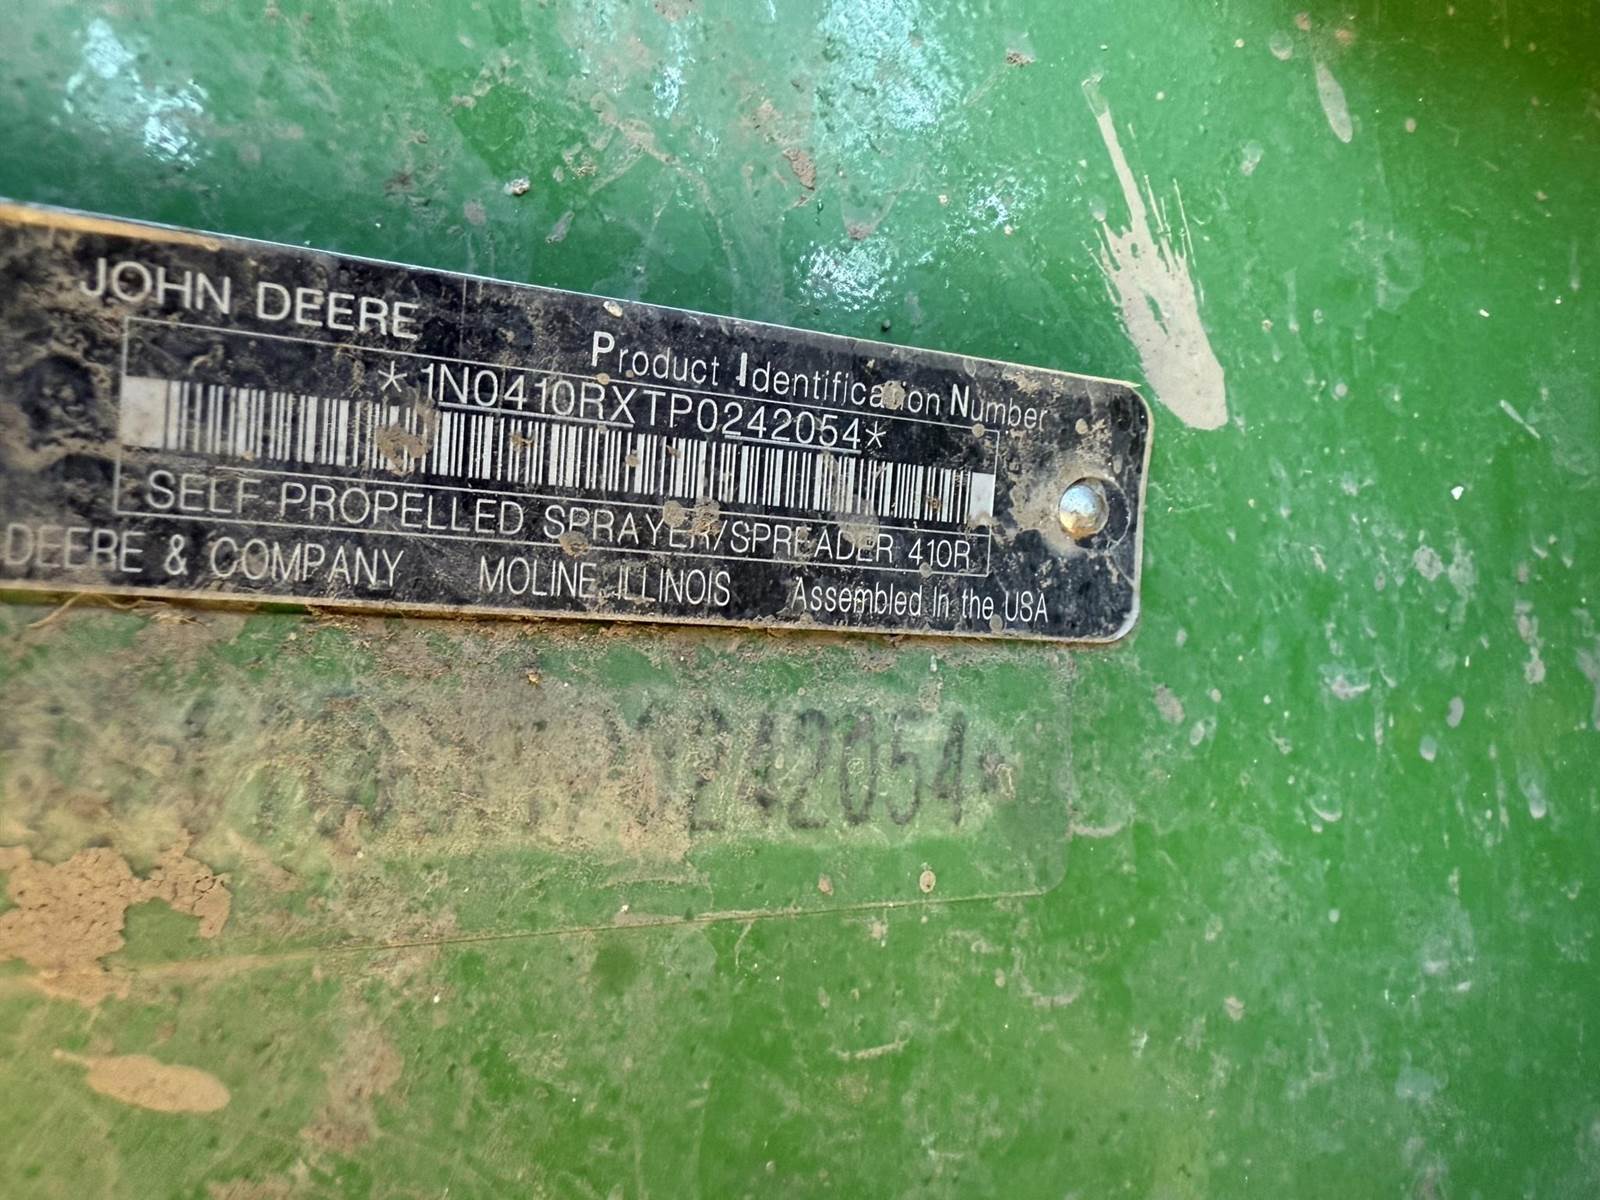 JOHN DEERE
Product Identification Number
*1N0410RXTP0242054*
SELF-PROPELLED SPRAYER/SPREADER 410R
DEERE & COMPANY MOLINE, ILLINOIS Assembled In the USA
0242054*